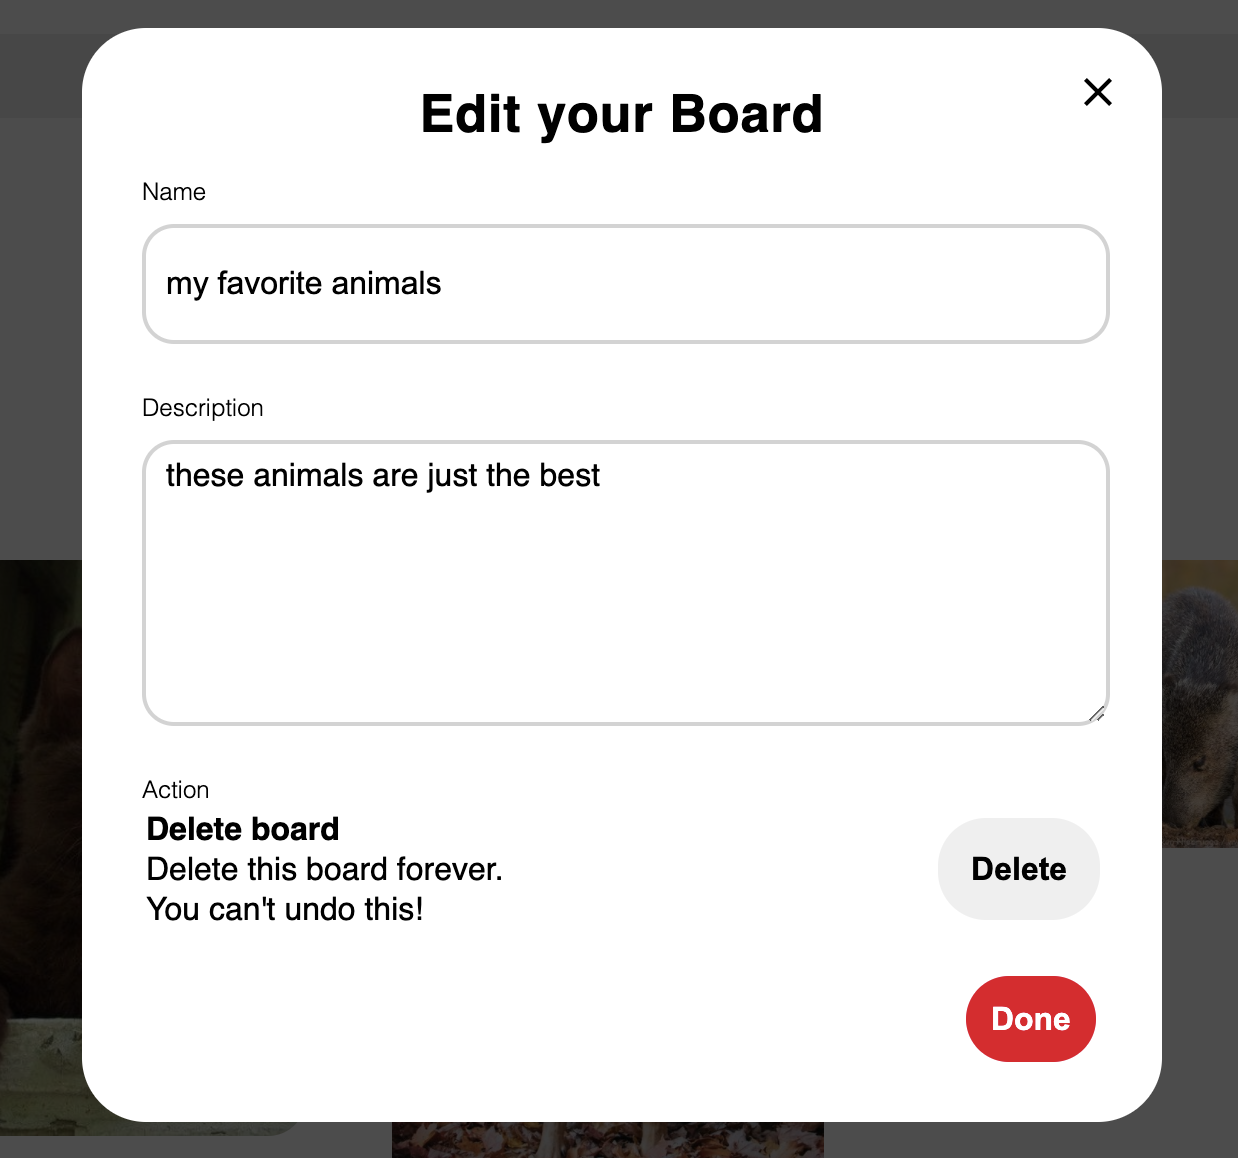 Edit your Board
Name
my favorite animals
Description
these animals are just the best
Action
Delete board
Delete this board forever.
You can't undo this!
Delete
Done